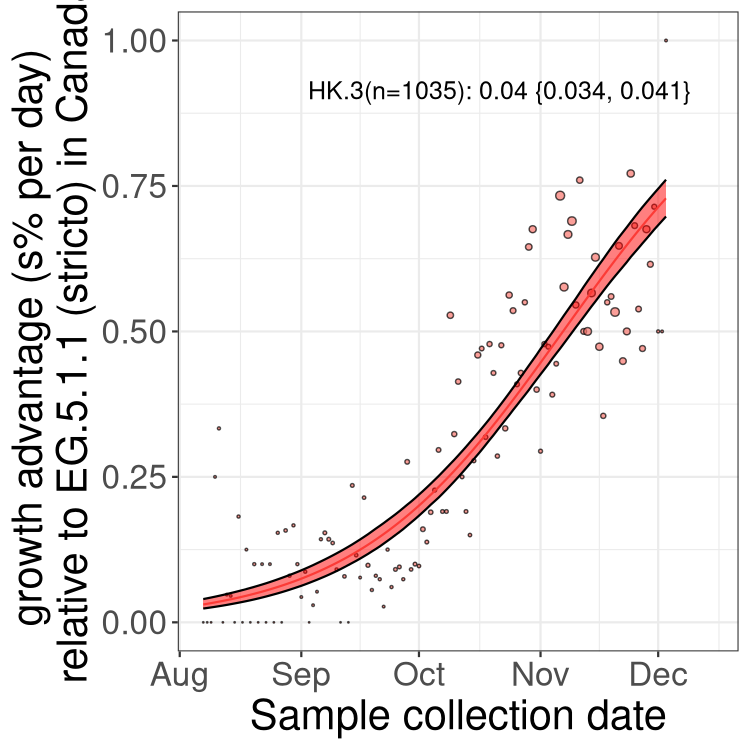 growth advantage (s% per day)
relative to EG.5.1.1 (stricto) in Canada
1.00
0.75
0.50
0.25
0.00
HK.3(n=1035): 0.04 {0.034, 0.041}
Aug Sep Oct Nov Dec
Sample collection date